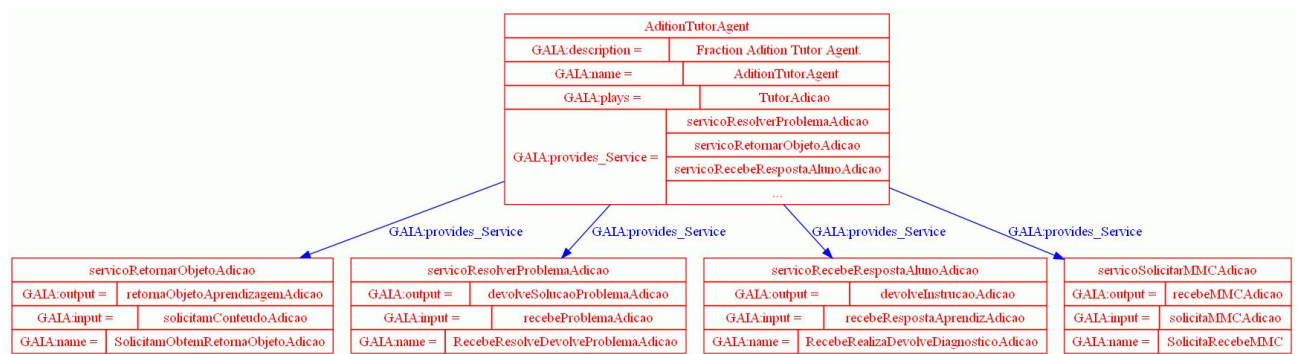 AditionTutorAgent
GAIA:description = Fraction Adition Tutor Agent.
GAIA:name = AditionTutorAgent
GAIA:plays = TutorAdicao
GAIA:provides_Service =
servicoResolverProblemaAdicao
servicoRetornarObjetoAdicao
servicoRecebeRespostaAlunoAdicao
...
GAIA:provides_Service
GAIA:provides_Service
GAIA:provides_Service
GAIA:provides_Service
servicoRetornarObjetoAdicao
GAIA:output = retornaObjetoAprendizagemAdicao
GAIA:input = solicitamConteudoAdicao
GAIA:name = SolicitamObtemRetornaObjetoAdicao
servicoResolverProblemaAdicao
GAIA:output = devolveSolucaoProblemaAdicao
GAIA:input = recebeProblemaAdicao
GAIA:name = RecebeResolveDevolveProblemaAdicao
servicoRecebeRespostaAlunoAdicao
GAIA:output = devolveInstrucaoAdicao
GAIA:input = recebeRespostaAprendizAdicao
GAIA:name = RecebeRealizaDevolveDiagnosticoAdicao
servicoSolicitarMMCAdicao
GAIA:output = recebeMMCAdicao
GAIA:input = solicitaMMCAdicao
GAIA:name = SolicitaRecebeMMC